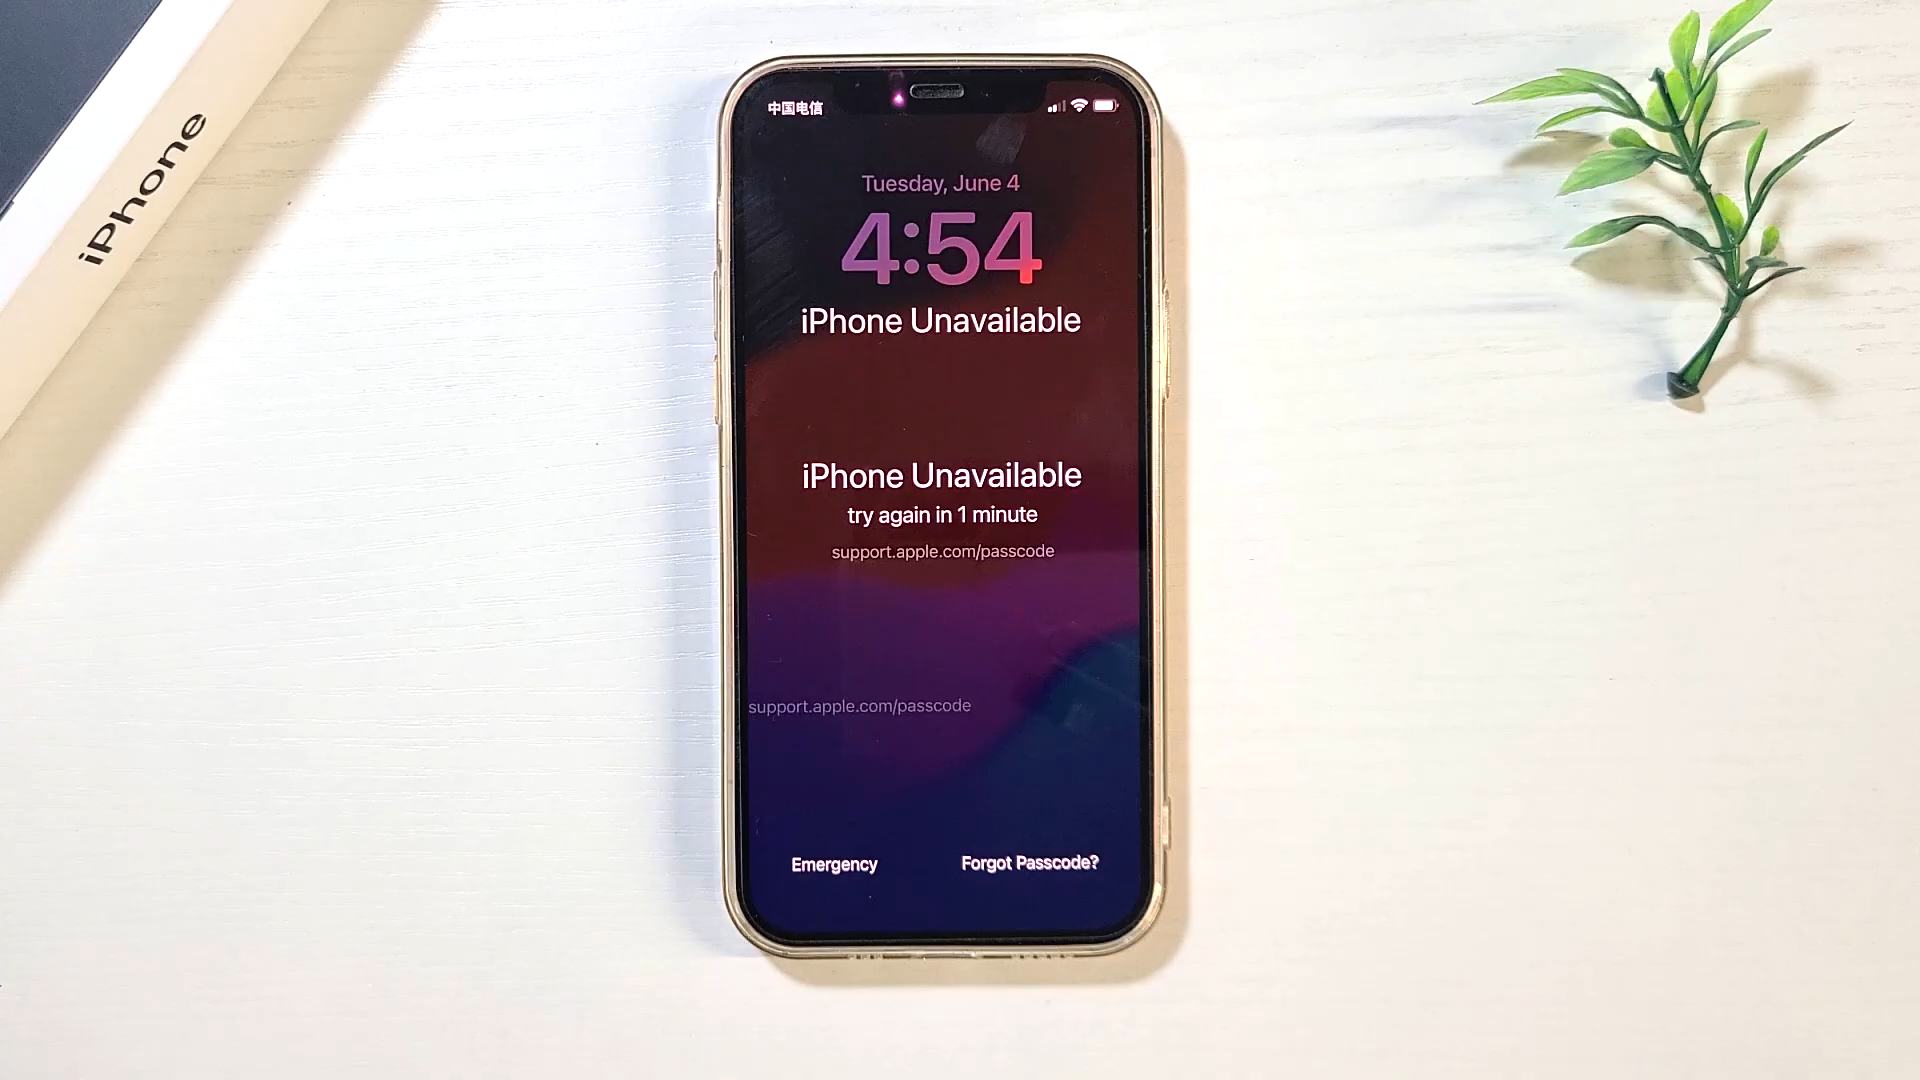 iPhone
中国电信
Tuesday, June 4
4:54
iPhone Unavailable
iPhone Unavailable
try again in 1 minute
support.apple.com/passcode
support.apple.com/passcode
Emergency
Forgot Passcode?